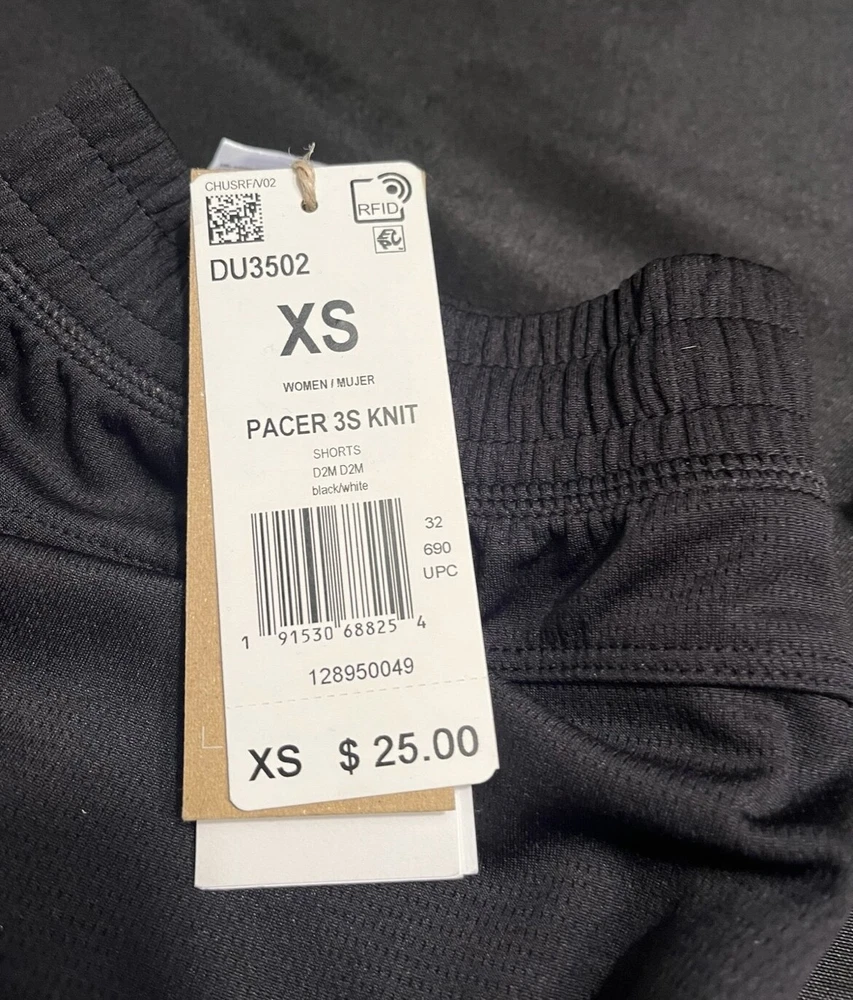 CHUSRF/V02
RFID
DU3502
XS
WOMEN / MUJER
PACER 3S KNIT
SHORTS
D2M D2M
black/white
32
690
UPC
1 91530 68825 4
128950049
XS $ 25.00